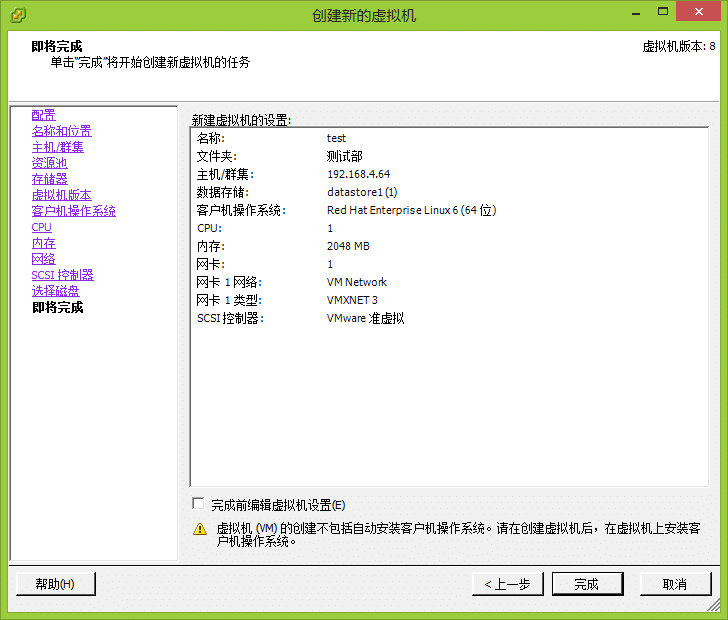 创建新的虚拟机
即将完成
单击"完成"将开始创建新虚拟机的任务
虚拟机版本: 8
配置
名称和位置
主机/群集
资源池
存储器
虚拟机版本
客户机操作系统
CPU
内存
网络
SCSI 控制器
选择磁盘
即将完成
新建虚拟机的设置:
名称: test
文件夹: 测试部
主机/群集: 192.168.4.64
数据存储: datastore1 (1)
客户机操作系统: Red Hat Enterprise Linux 6 (64 位)
CPU: 1
内存: 2048 MB
网卡: 1
网卡 1 网络: VM Network
网卡 1 类型: VMXNET 3
SCSI 控制器: VMware 准虚拟
完成前编辑虚拟机设置(E)
虚拟机 (VM) 的创建不包括自动安装客户机操作系统。请在创建虚拟机后，在虚拟机上安装客
户机操作系统。
帮助(H)
< 上一步
完成
取消